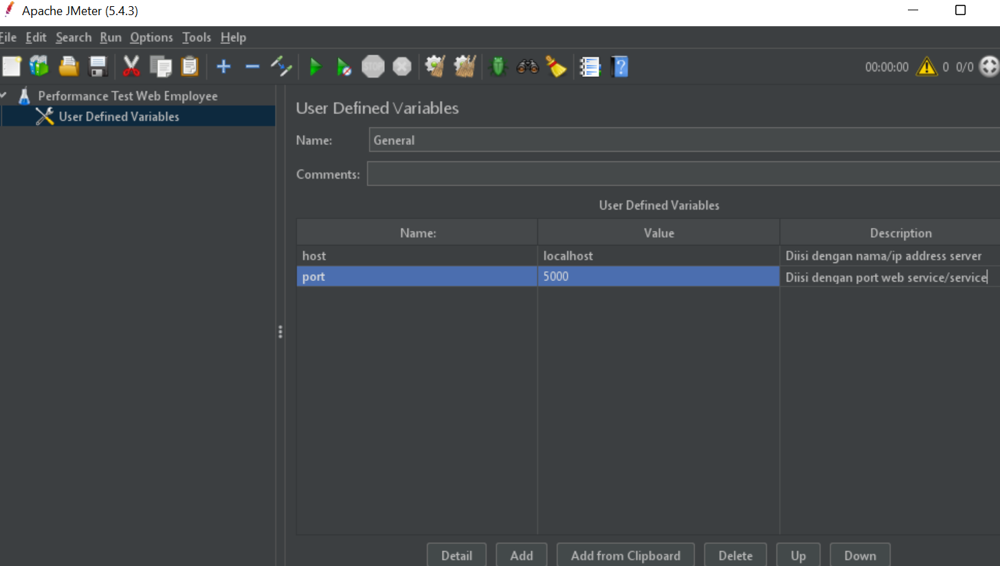 Apache JMeter (5.4.3)
File Edit Search Run Options Tools Help
STOP
00:00:00 0 0/0
Performance Test Web Employee
User Defined Variables
User Defined Variables
Name: General
Comments:
User Defined Variables
Name: Value Description
host localhost Diisi dengan nama/ip address server
port 5000 Diisi dengan port web service/service
Detail Add Add from Clipboard Delete Up Down